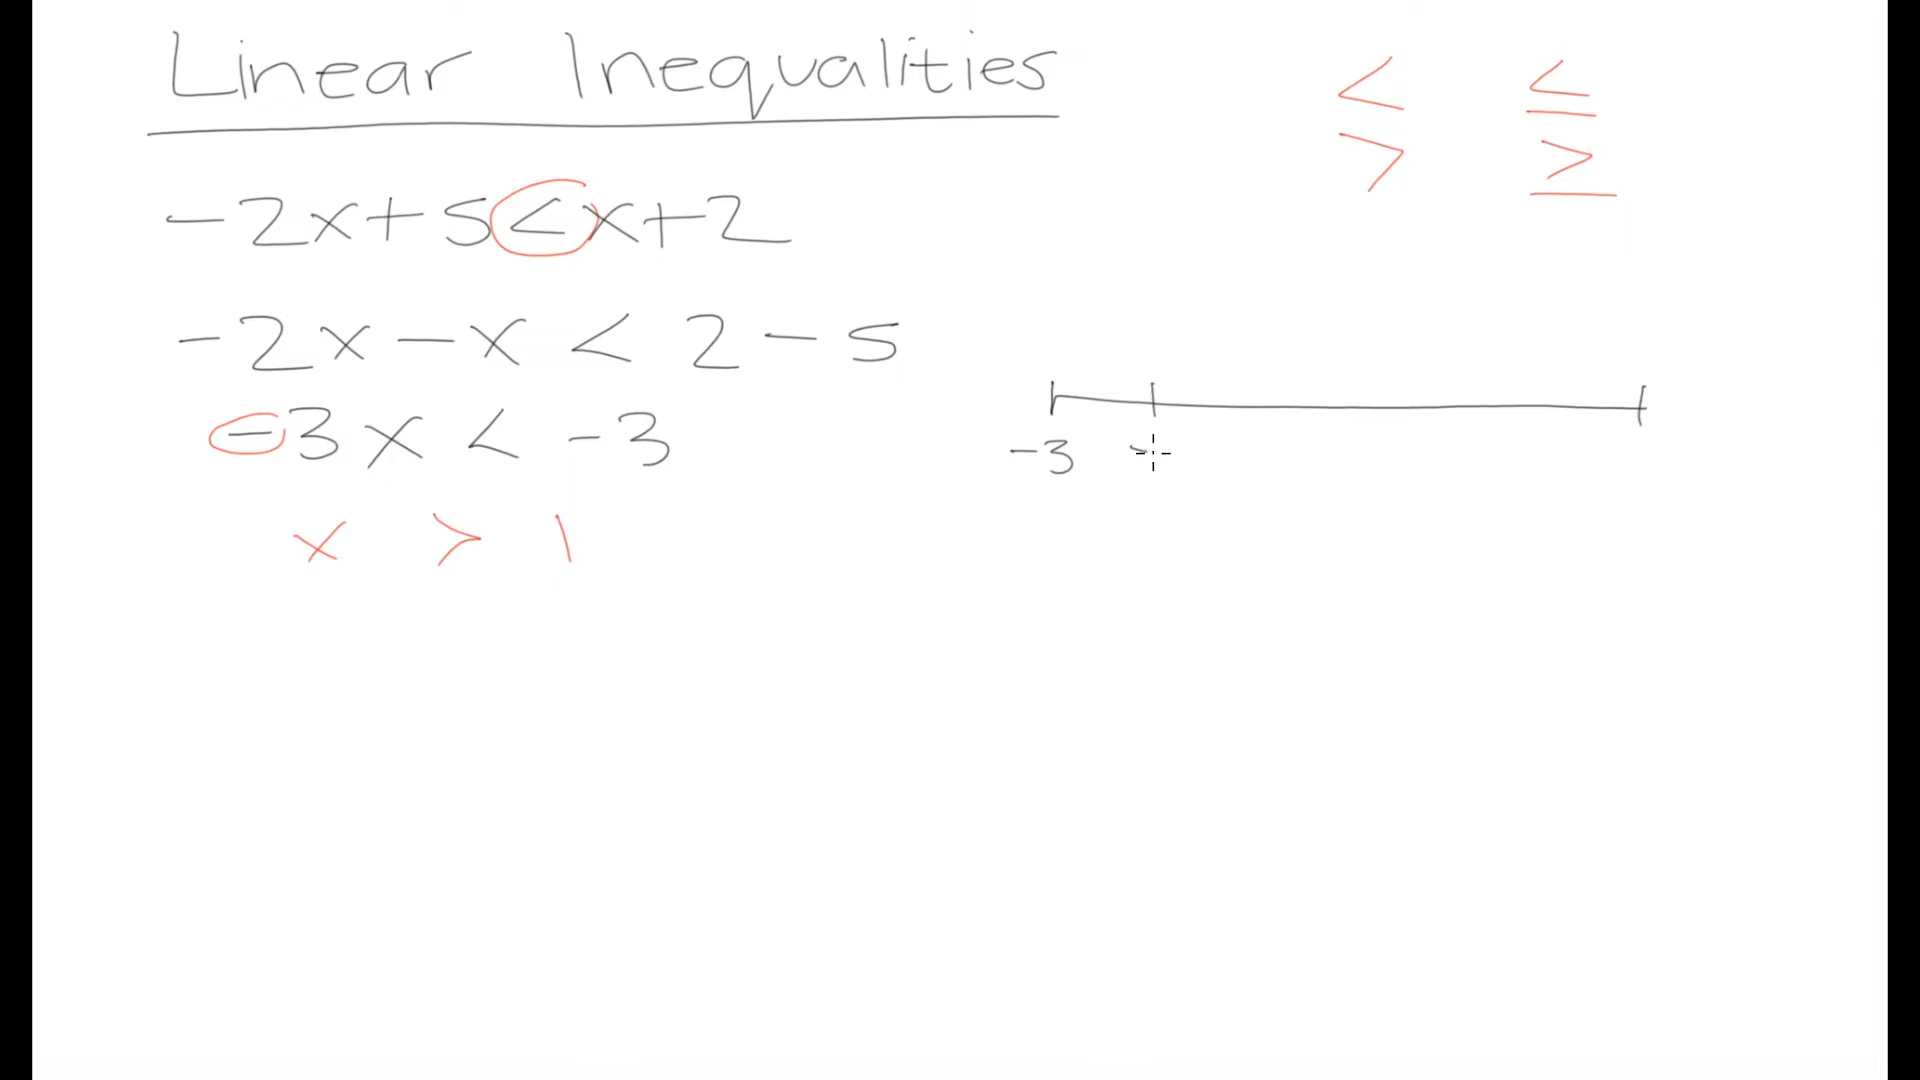 Linear Inequalities
< ≤
> ≥
-2x+5<x+2
-2x-x < 2-5
-3x < -3
x > 1
-3 -